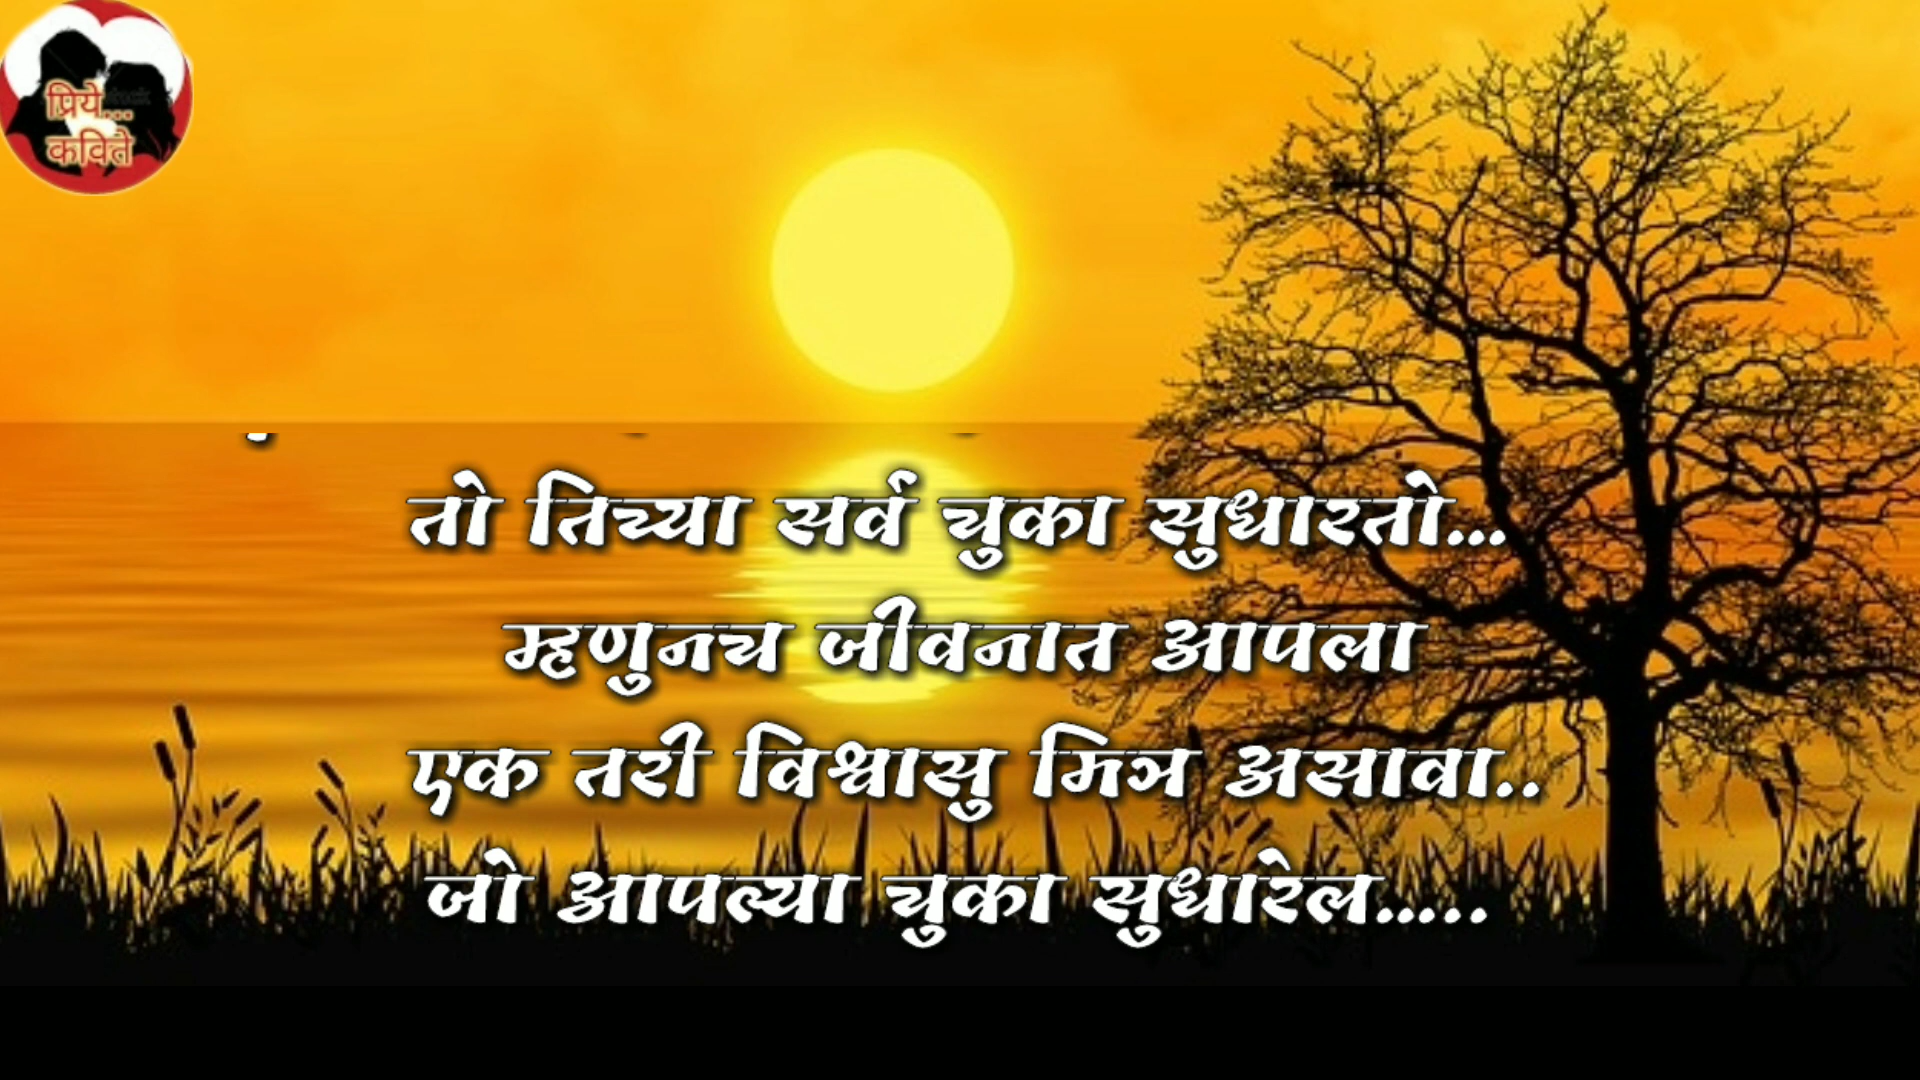 प्रिये...
कविते
तो तिच्या सर्व चुका सुधारतो...
म्हणुनच जीवनात आपला
एक तरी विश्वासु मित्र असावा..
जो आपल्या चुका सुधारेल.....